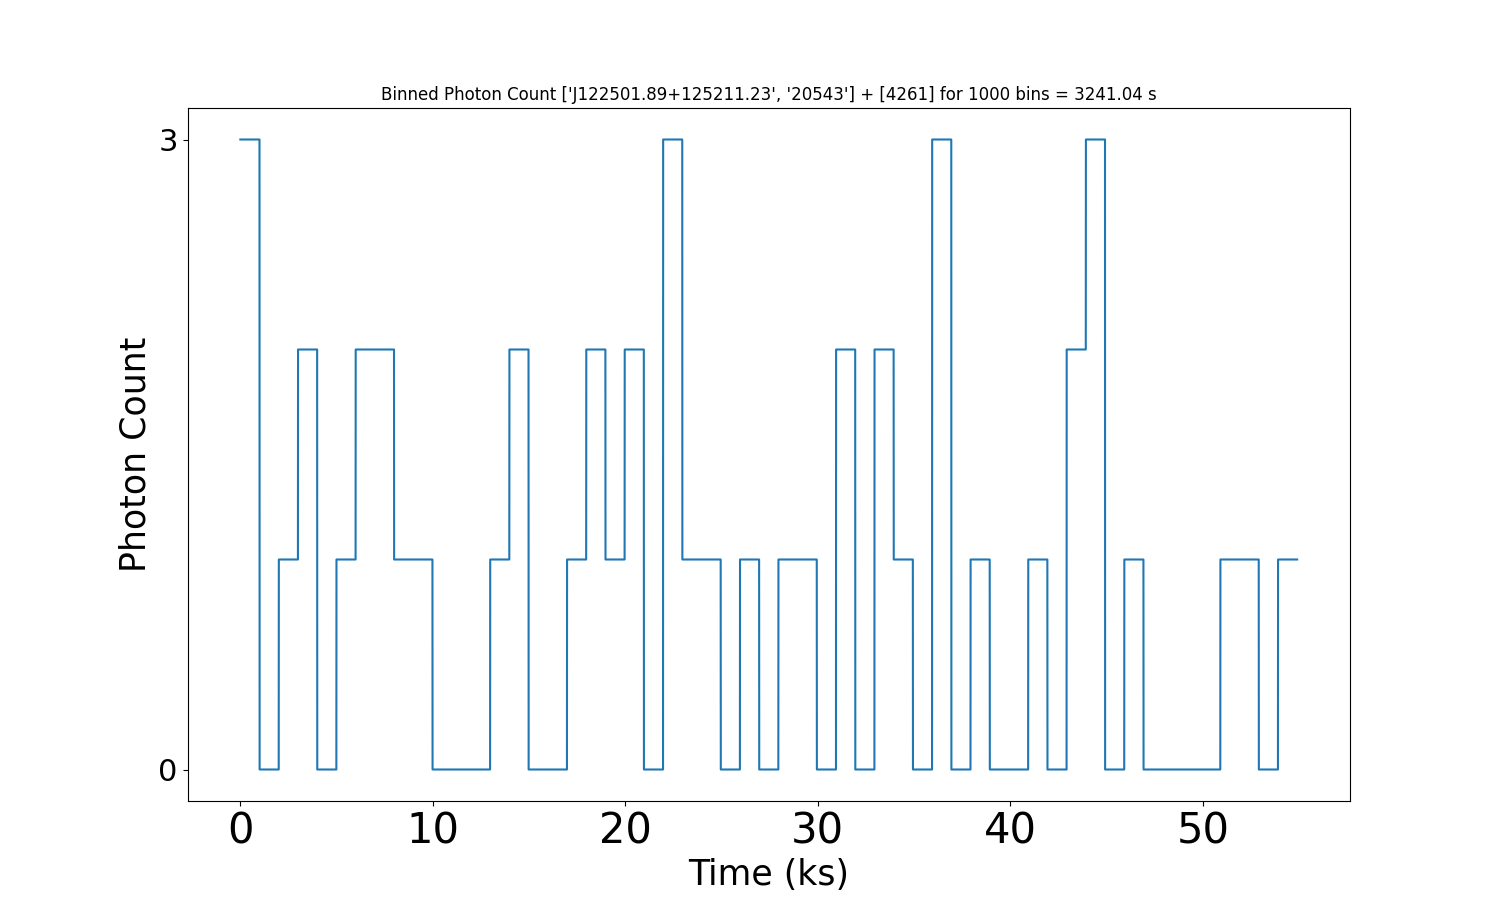 Binned Photon Count ['J122501.89+125211.23', '20543'] + [4261] for 1000 bins = 3241.04 s
3
Photon Count
0
0 10 20 30 40 50
Time (ks)